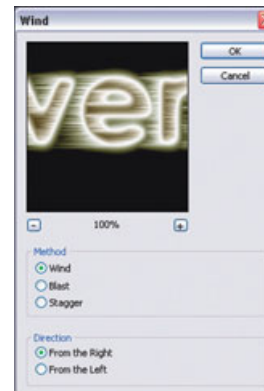 Wind
ver
OK
Cancel
- 100% +
Method
Wind
Blast
Stagger
Direction
From the Right
From the Left